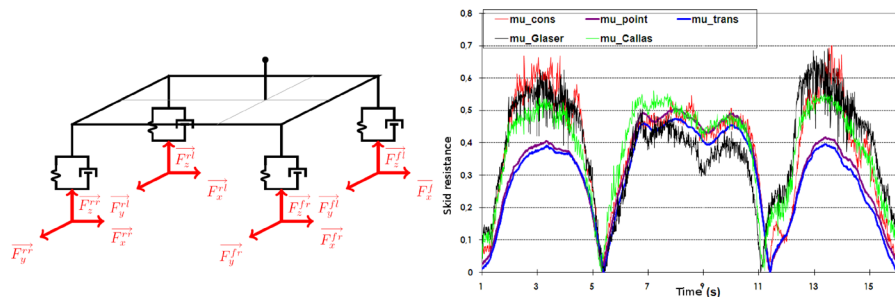 F_z^{rl}
F_z^{fl}
F_x^{rl}
F_x^f
F_z^{rr} F_y^{rl}
F_z^{fr} F_y^{fl}
F_x^{rr}
F_x^{fr}
F_y^{rr}
F_y^{fr}
mu_cons mu_point mu_trans
mu_Glaser mu_Callas
Skid resistance
0,8
0,7
0,6
0,5
0,4
0,3
0,2
0,1
0
1 3 5 7 9 11 13 15
Time (s)